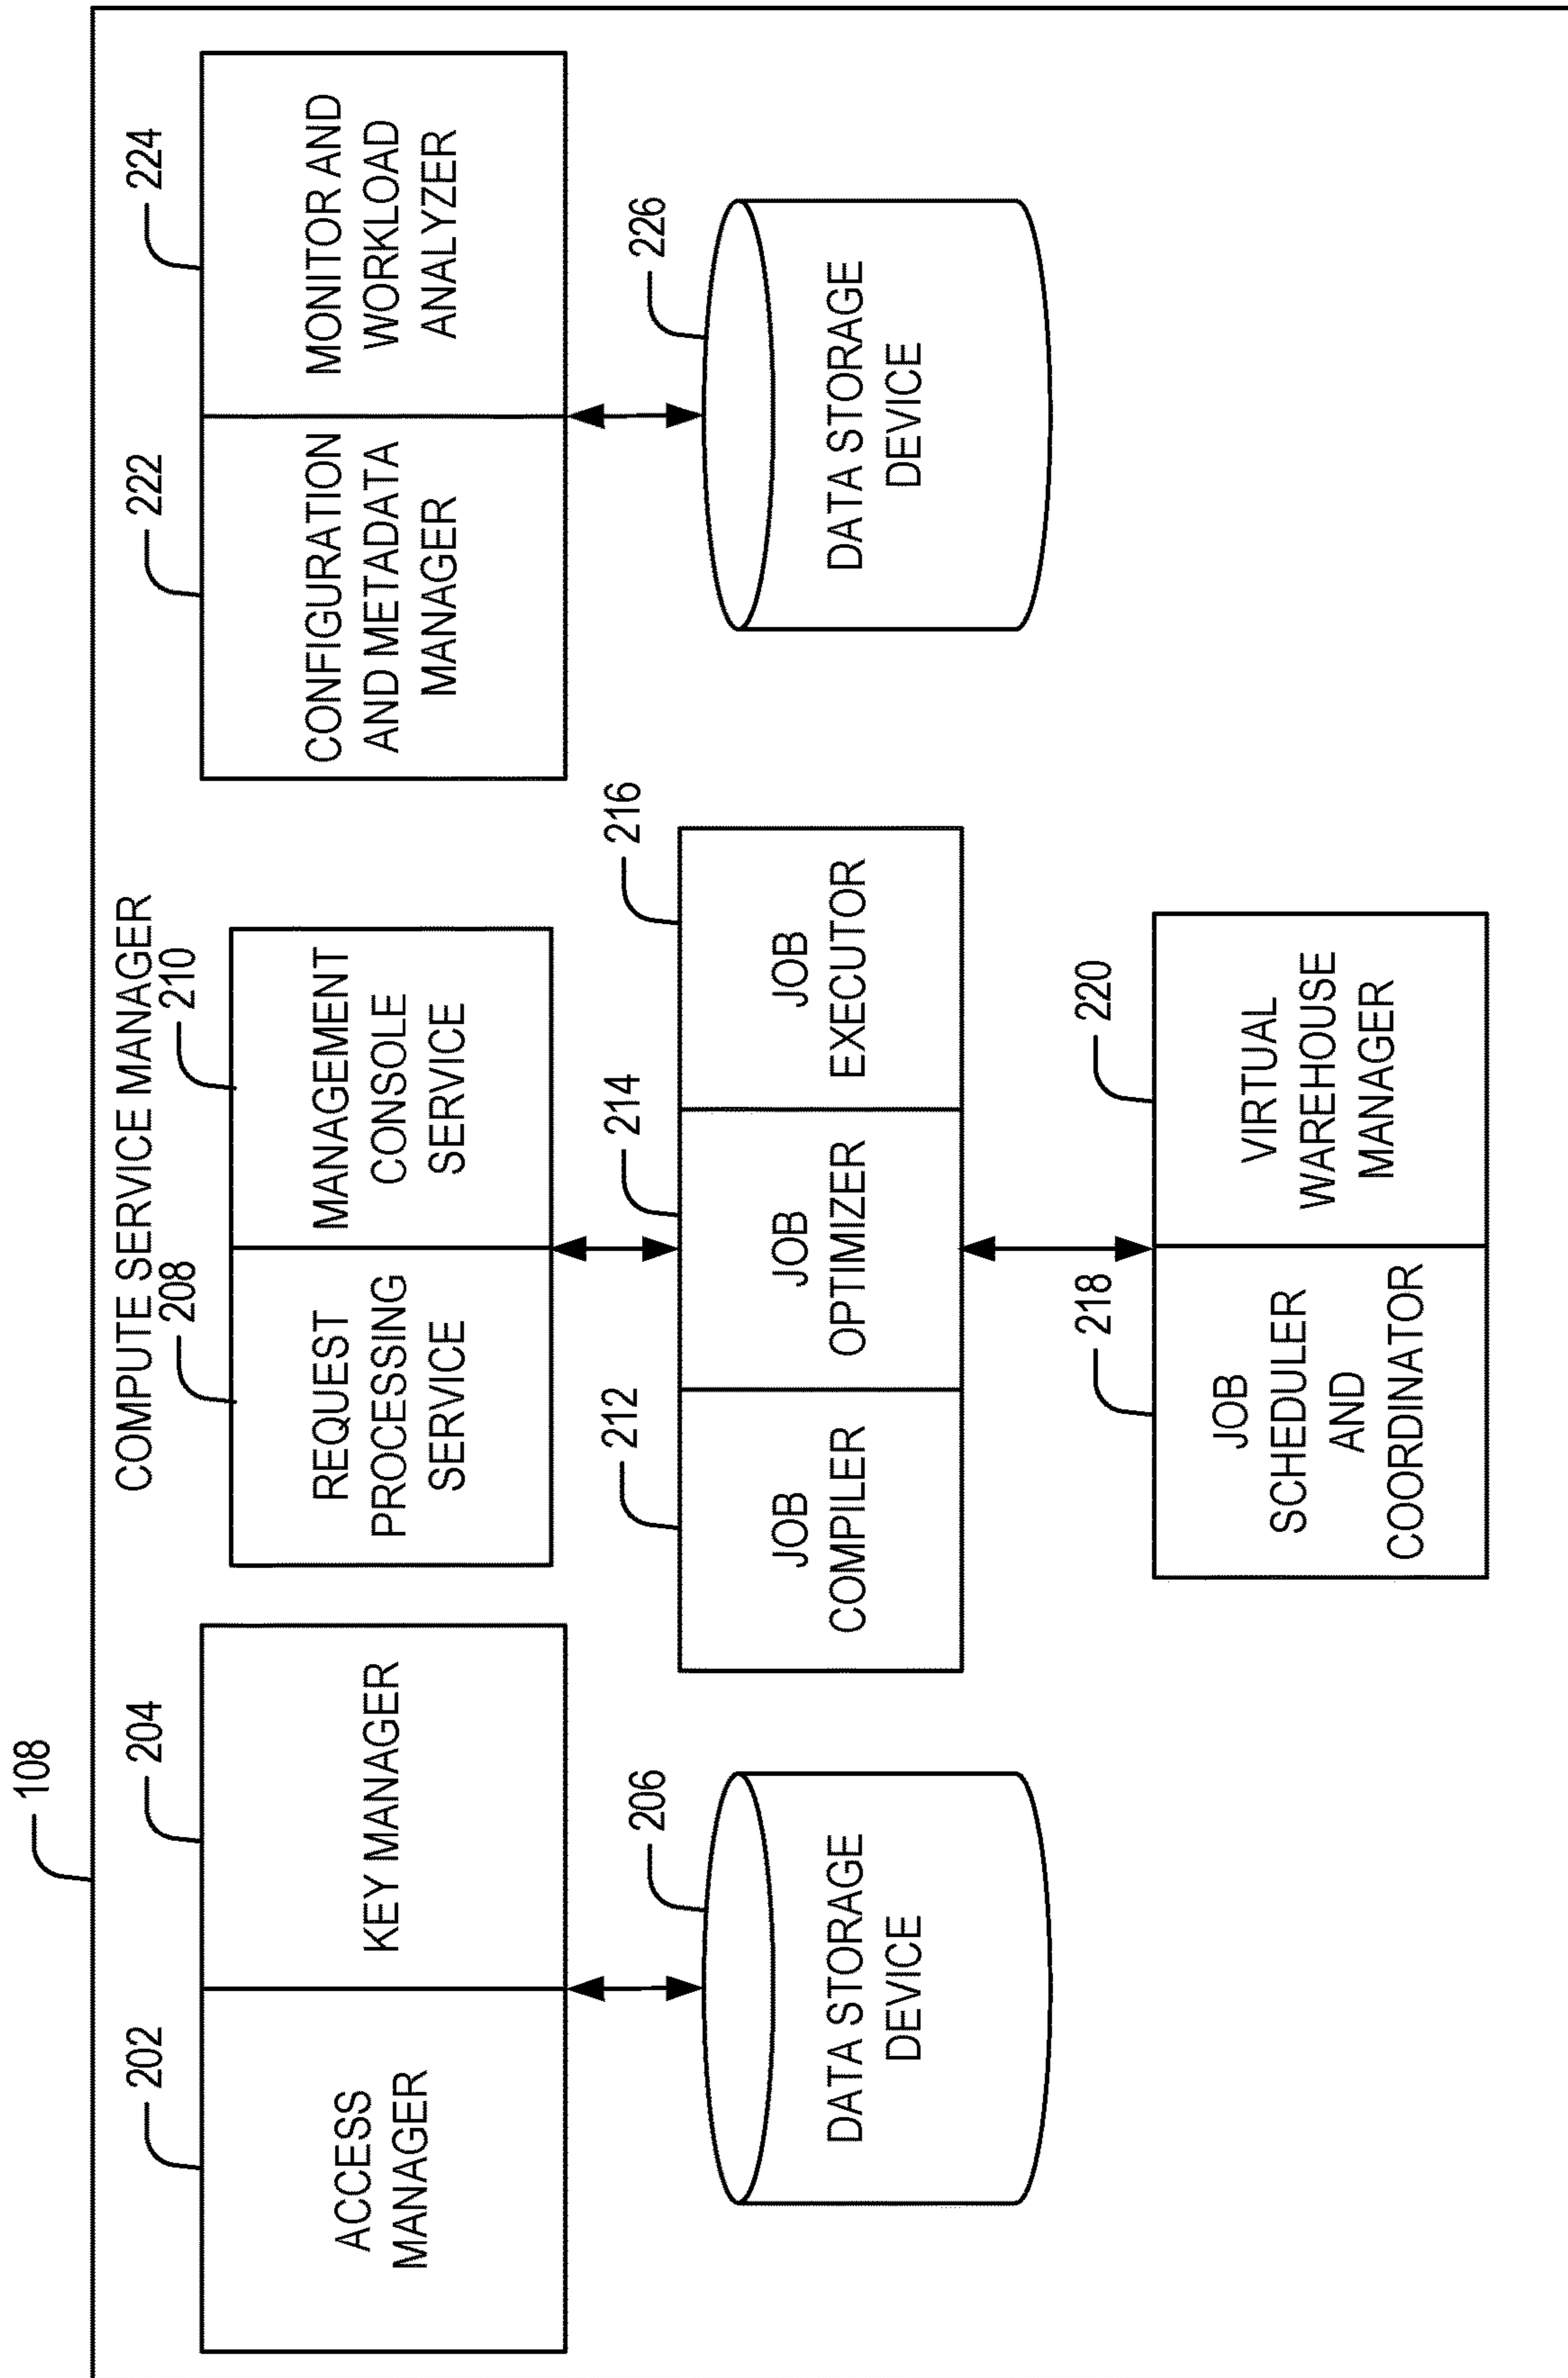 108
COMPUTE SERVICE MANAGER
202
204
208
210
222
224
ACCESS
MANAGER
KEY MANAGER
REQUEST
PROCESSING
SERVICE
MANAGEMENT
CONSOLE
SERVICE
CONFIGURATION
AND METADATA
MANAGER
MONITOR AND
WORKLOAD
ANALYZER
206
212
214
216
226
DATA STORAGE
DEVICE
JOB
COMPILER
JOB
OPTIMIZER
JOB
EXECUTOR
DATA STORAGE
DEVICE
218
220
JOB
SCHEDULER
AND
COORDINATOR
VIRTUAL
WAREHOUSE
MANAGER